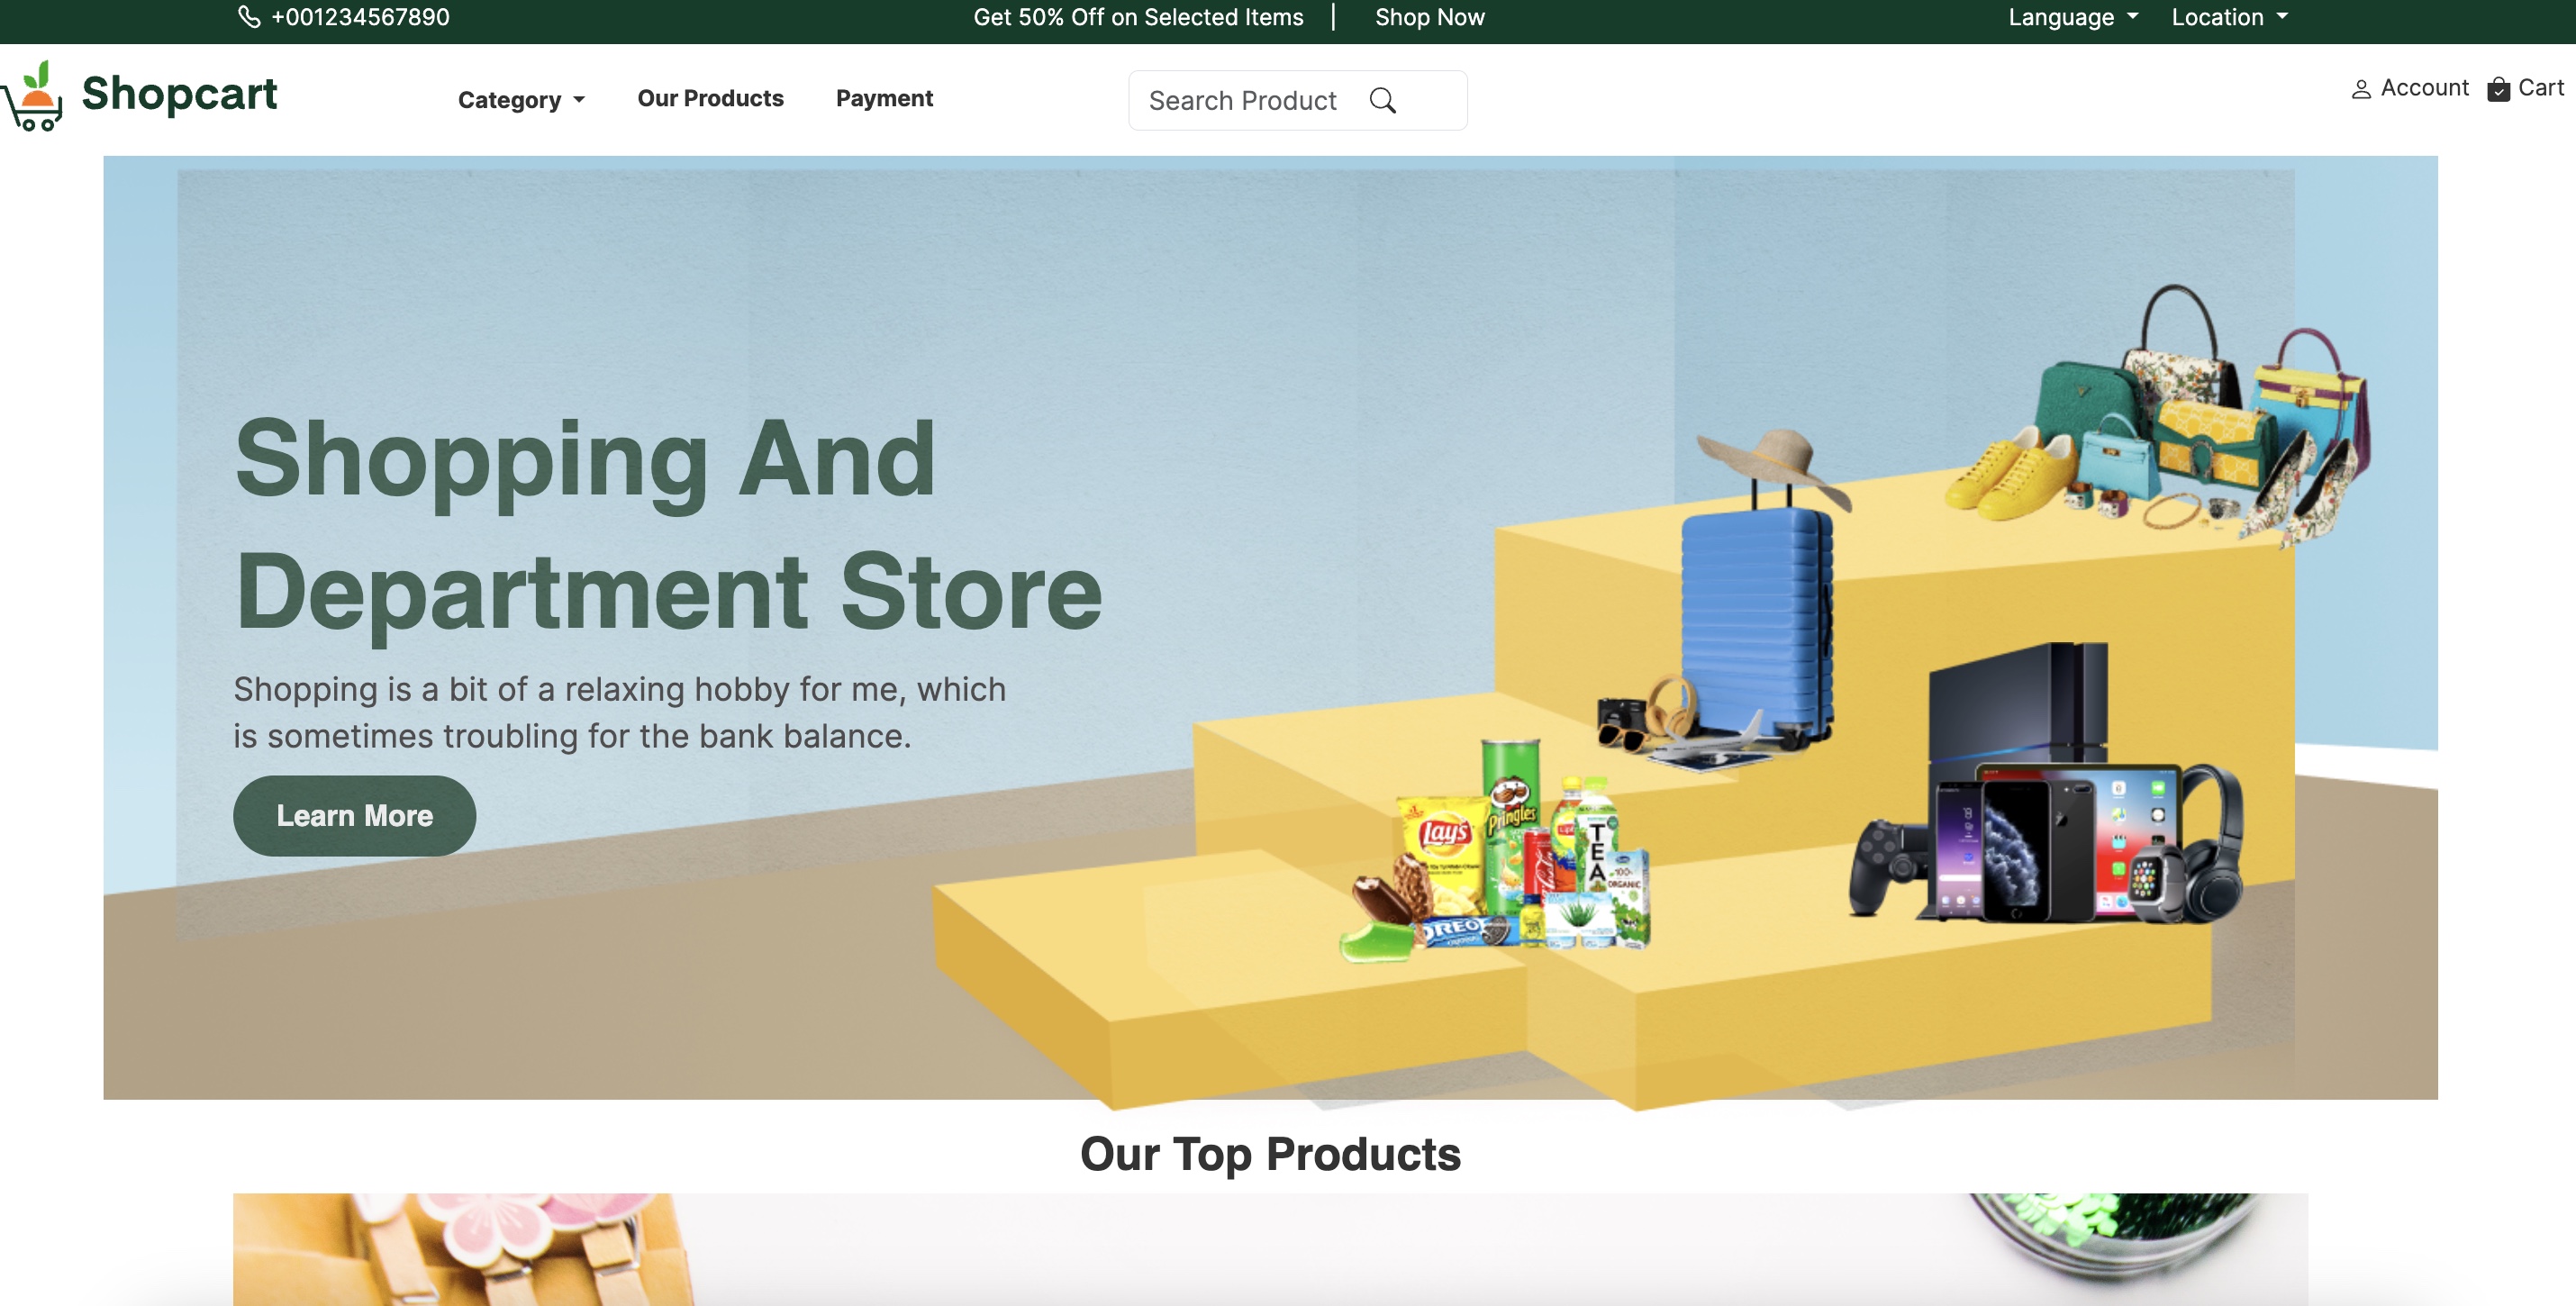 +001234567890
Get 50% Off on Selected Items | Shop Now
Language
Location
Shopcart
Category
Our Products
Payment
Search Product
Account
Cart
Shopping And
Department Store
Shopping is a bit of a relaxing hobby for me, which
is sometimes troubling for the bank balance.
Learn More
Lay's
Pringles
TEA
100%
ORGANIC
OREO
Our Top Products